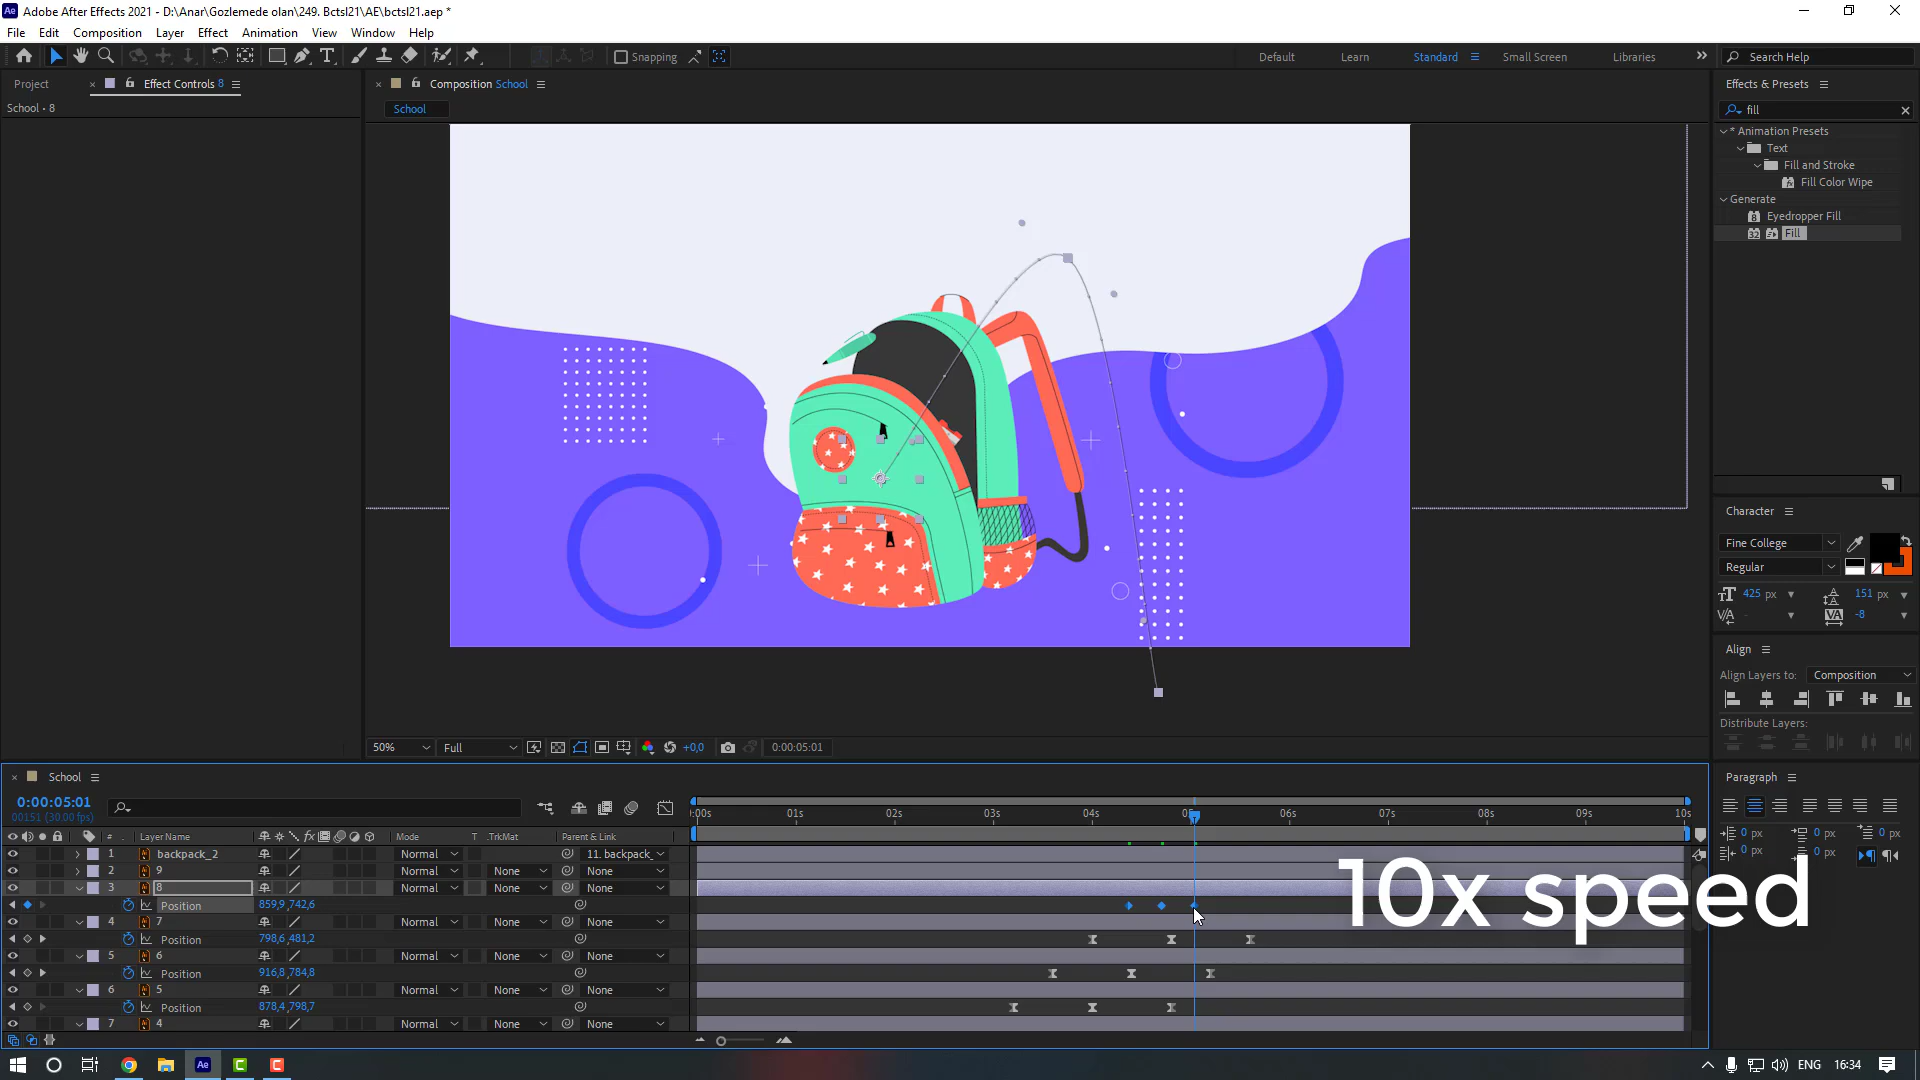 Adobe After Effects 2021 - D:\Anar\Gozlemede olan\249. Bctsl21\AE\bctsl21.aep *
File Edit Composition Layer Effect Animation View Window Help
Snapping
Default Learn Standard Small Screen Libraries
Search Help
Project
Effect Controls 8
Composition School
Effects & Presets
School • 8
School
fill
* Animation Presets
Text
Fill and Stroke
Fill Color Wipe
Generate
Eyedropper Fill
Fill
Character
Fine College
Regular
425 px
151 px
-8
Align
Align Layers to: Composition
Distribute Layers:
50%
Full
+0,0
0:00:05:01
School
0:00:05:01
00151 (30.00 fps)
:00s 01s 02s 03s 04s 06s 07s 08s 09s 10s
Paragraph
0 px 0 px 0 px
0 px 0 px
# Layer Name Mode T .TrkMat Parent & Link
1 backpack_2 Normal 11. backpack_
2 9 Normal None None
3 8 Normal None None
Position 859,9,742,6
4 7 Normal None None
Position 798,6,481,2
5 6 Normal None None
Position 916,8,784,8
6 5 Normal None None
Position 878,4,798,7
7 4 Normal None None
10x speed
Ae
ENG 16:34